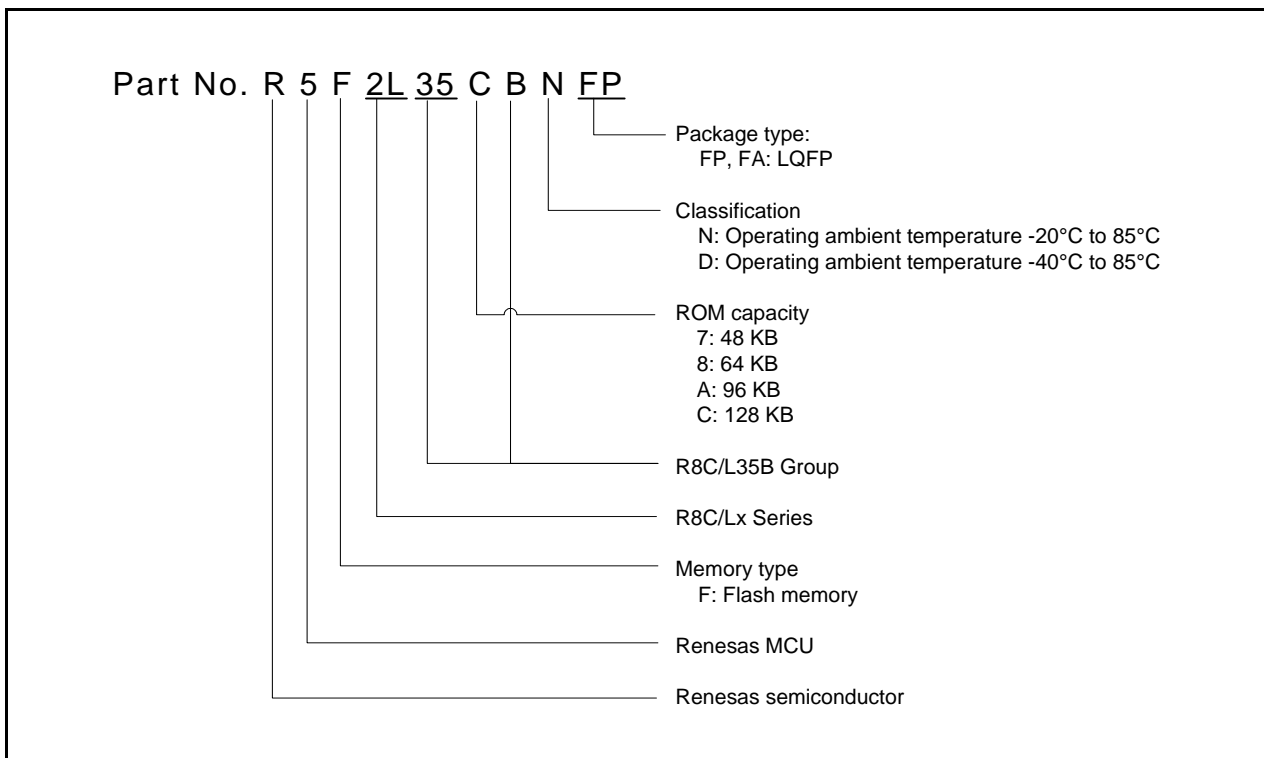 Part No. R 5 F 2L 35 C B N FP
Package type:
FP, FA: LQFP
Classification
N: Operating ambient temperature -20°C to 85°C
D: Operating ambient temperature -40°C to 85°C
ROM capacity
7: 48 KB
8: 64 KB
A: 96 KB
C: 128 KB
R8C/L35B Group
R8C/Lx Series
Memory type
F: Flash memory
Renesas MCU
Renesas semiconductor